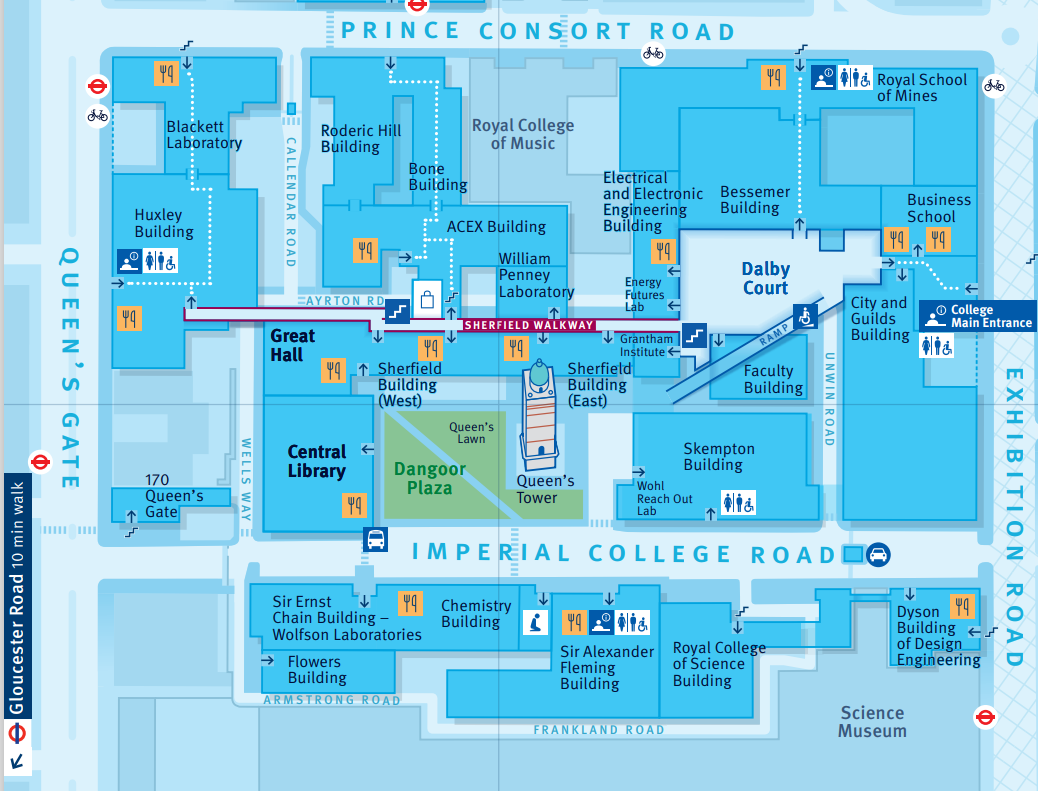 PRINCE CONSORT ROAD
Blackett
Laboratory
Roderic Hill
Building
Bone
Building
Royal College
of Music
Royal School
of Mines
CALLENDAR ROAD
Electrical
and Electronic
Engineering
Building
Bessemer
Building
Business
School
Huxley
Building
ACEX Building
William
Penney
Laboratory
Energy
Futures
Lab
Dalby
Court
City and
Guilds
Building
College
Main Entrance
QUEEN'S GATE
AYRTON RD
SHERFIELD WALKWAY
Great
Hall
Grantham
Institute
RAMP
Sherfield
Building
(West)
Sherfield
Building
(East)
Faculty
Building
UNWIN ROAD
EXHIBITION ROAD
Queen's
Lawn
Central
Library
Dangoor
Plaza
Queen's
Tower
Skempton
Building
Wohl
Reach Out
Lab
WELLS WAY
170
Queen's
Gate
Gloucester Road 10 min walk
IMPERIAL COLLEGE ROAD
Sir Ernst
Chain Building –
Wolfson Laboratories
Chemistry
Building
Flowers
Building
Sir Alexander
Fleming
Building
Royal College
of Science
Building
Dyson
Building
of Design
Engineering
ARMSTRONG ROAD
FRANKLAND ROAD
Science
Museum